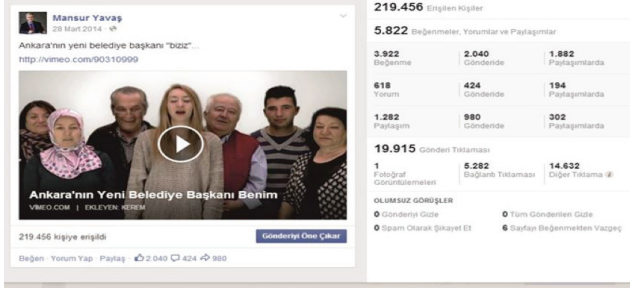 Mansur Yavaş
28 Mart 2014
Ankara'nın yeni belediye başkanı "biziz"...
http://vimeo.com/90310999
Ankara'nın Yeni Belediye Başkanı Benim
VIMEO.COM | EKLEYEN: KEREM
219.456 kişiye erişildi
Gönderiyi Öne Çıkar
Beğen · Yorum Yap · Paylaş · 2.040 424 980
219.456 Erişilen Kişiler
5.822 Beğenmeler, Yorumlar ve Paylaşımlar
3.922 2.040 1.882
Beğenme Gönderide Paylaşımlarda
618 424 194
Yorum Gönderide Paylaşımlarda
1.282 980 302
Paylaşım Gönderide Paylaşımlarda
19.915 Gönderi Tıklaması
1 5.282 14.632
Fotoğraf Bağlantı Tıklaması Diğer Tıklama
Görüntülemeleri
OLUMSUZ GÖRÜŞLER
0 Gönderiyi Gizle 0 Tüm Gönderileri Gizle
0 Spam Olarak Şikayet Et 6 Sayfayı Beğenmekten Vazgeç